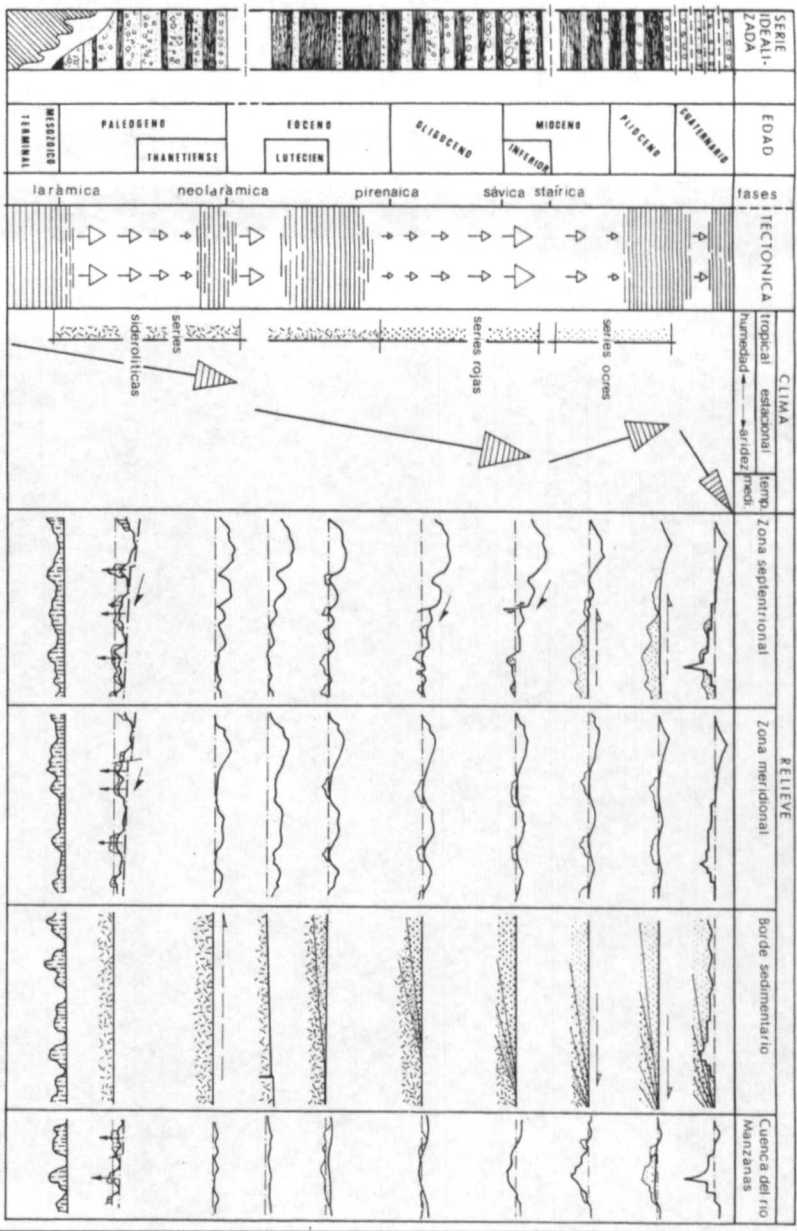 SERIE
IDEALI-
ZADA
EDAD
MESOZOICO
TERMINAL
PALEOGENO
THANETIENSE
EOCENO
LUTECIEN
OLIGOCENO
MIOCENO
INFERIOR
PLIOCENO
CUATERNARIO
fases
laràmica
neolaràmica
pirenaica
sávica
staírica
TECTONICA
CLIMA
tropical
estacional
temp.
humedad
aridez
medi.
series
siderolíticas
series rojas
series ocres
RELIEVE
Zona septentrional
Zona meridional
Borde sedimentario
Cuenca del río
Manzanas